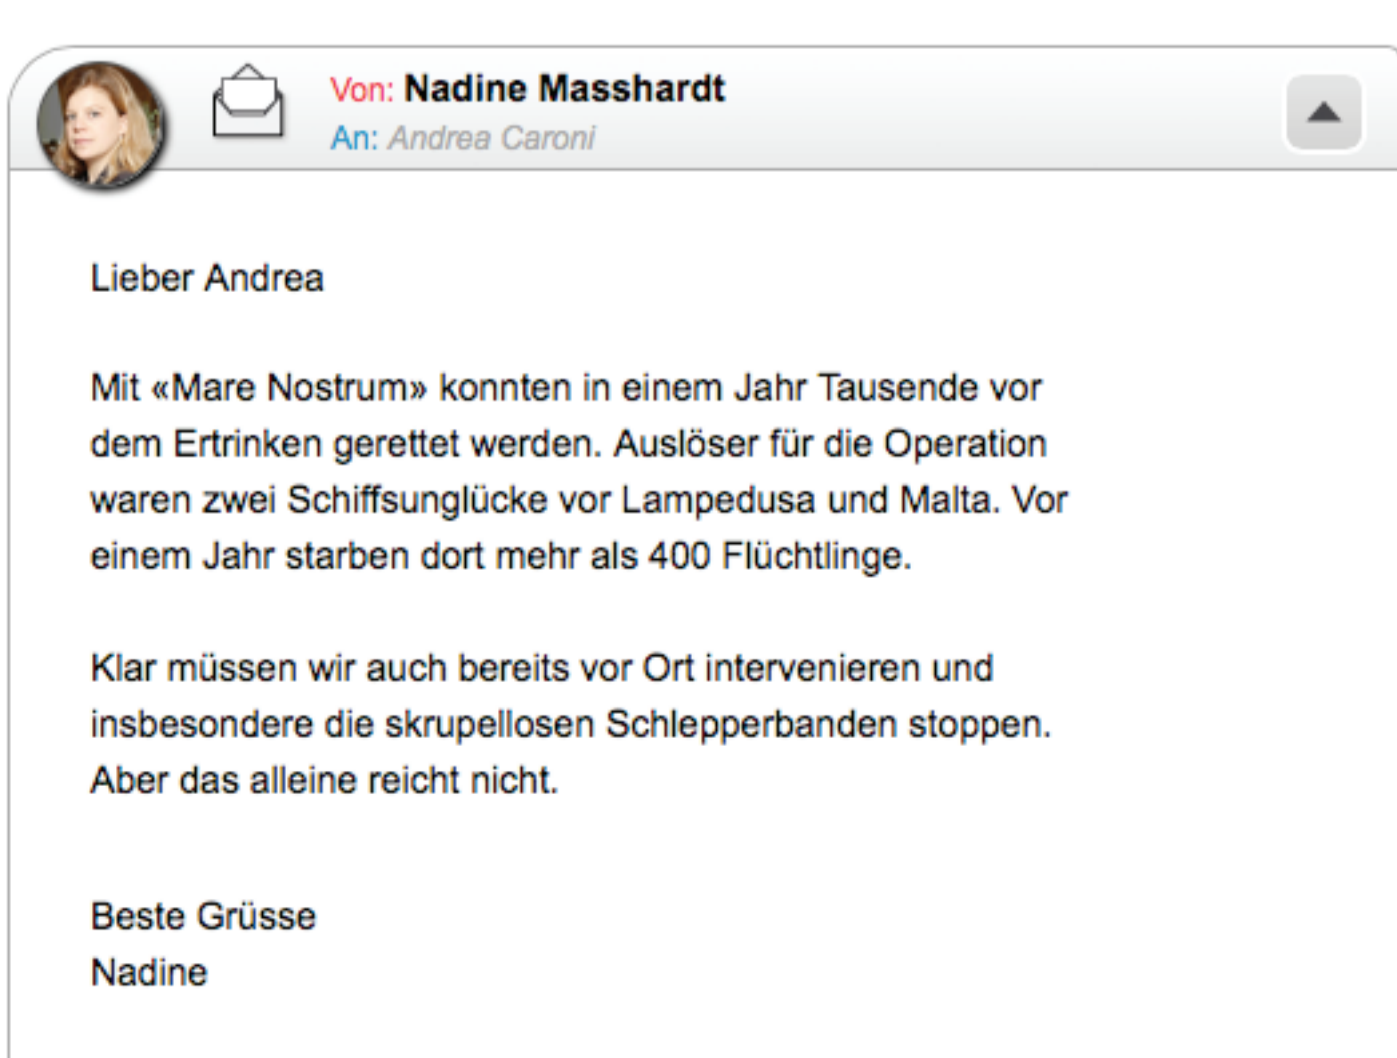 Von: Nadine Masshardt
An: Andrea Caroni
Lieber Andrea
Mit «Mare Nostrum» konnten in einem Jahr Tausende vor
dem Ertrinken gerettet werden. Auslöser für die Operation
waren zwei Schiffsunglücke vor Lampedusa und Malta. Vor
einem Jahr starben dort mehr als 400 Flüchtlinge.
Klar müssen wir auch bereits vor Ort intervenieren und
insbesondere die skrupellosen Schlepperbanden stoppen.
Aber das alleine reicht nicht.
Beste Grüsse
Nadine